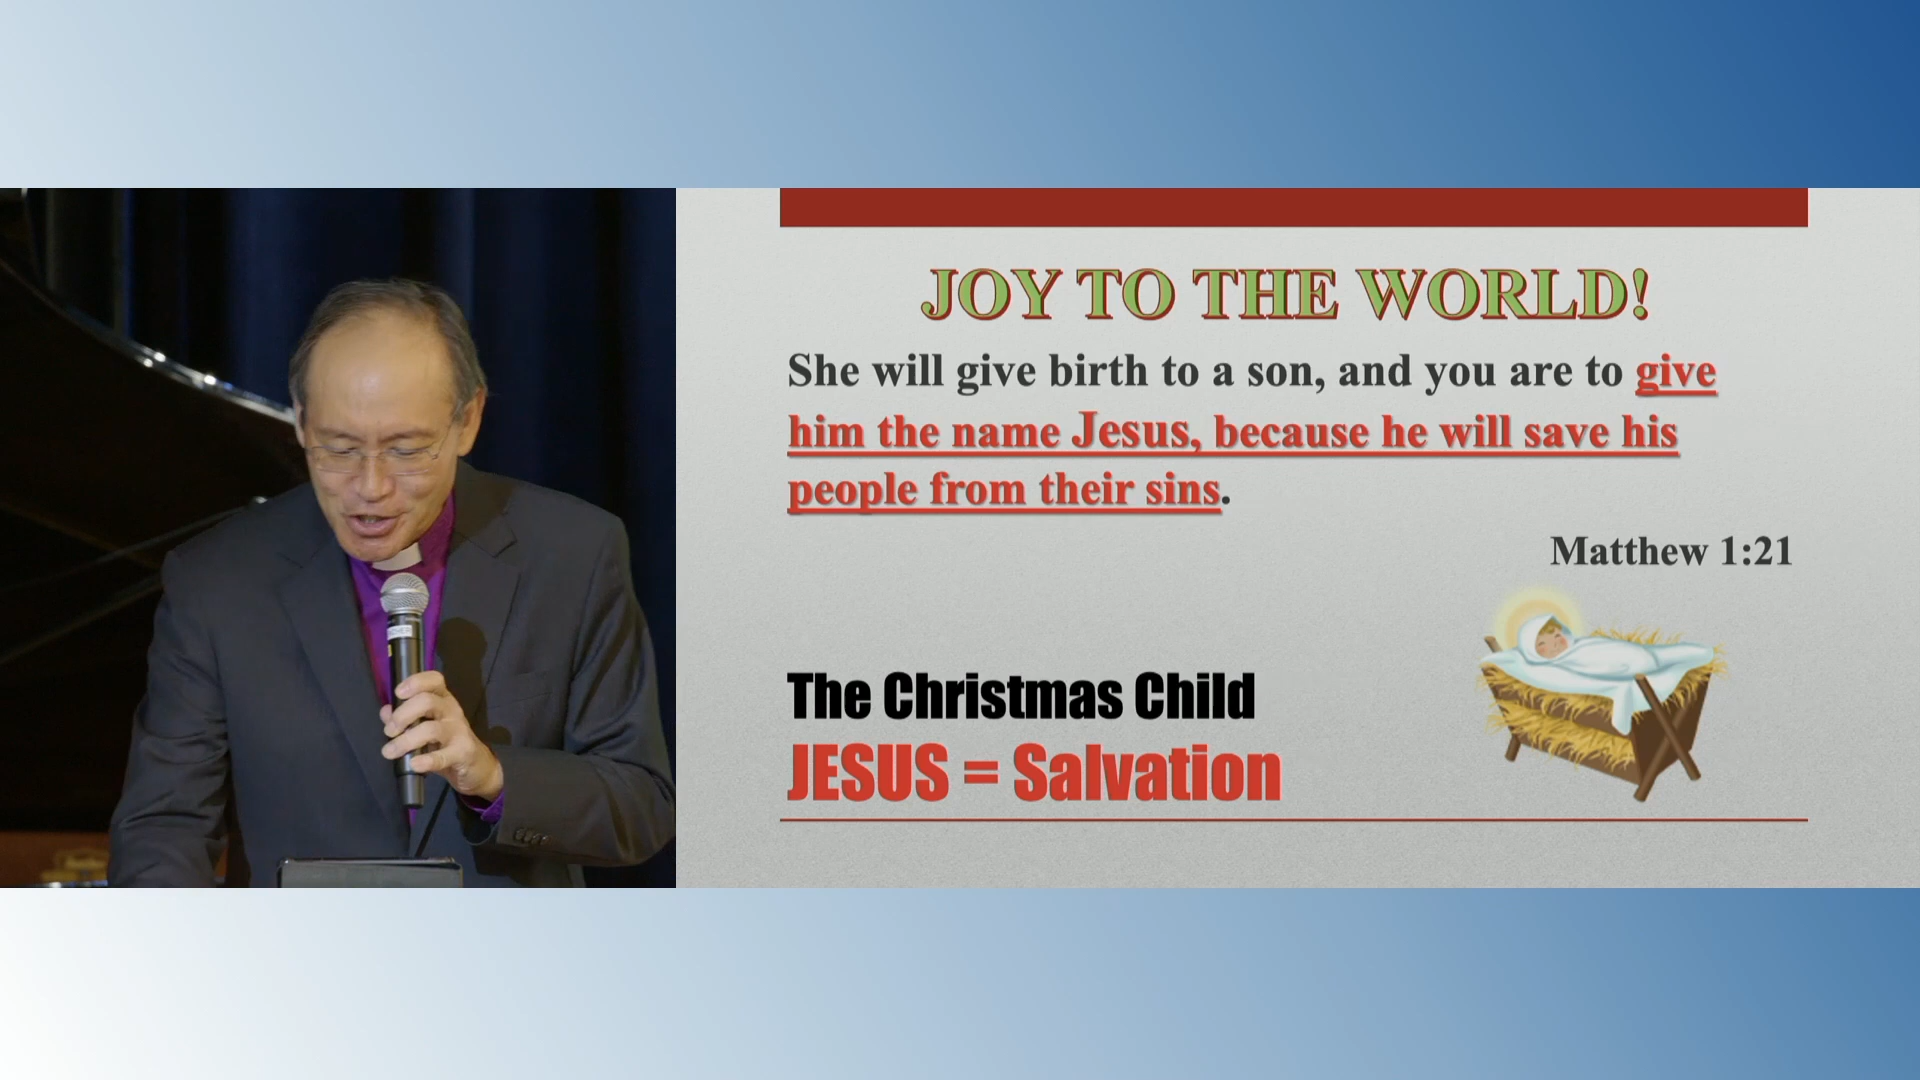 JOY TO THE WORLD!
She will give birth to a son, and you are to give
him the name Jesus, because he will save his
people from their sins.
Matthew 1:21
The Christmas Child
JESUS = Salvation